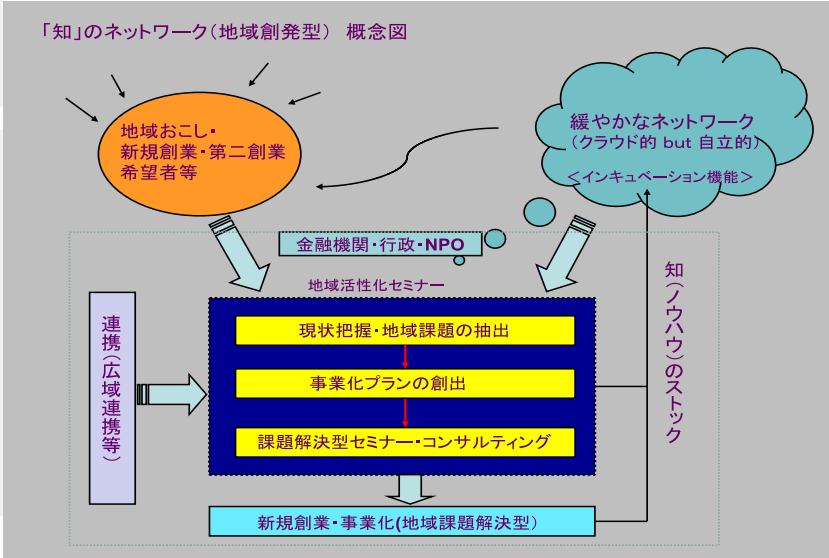 「知」のネットワーク(地域創発型) 概念図
地域おこし・
新規創業・第二創業
希望者等
緩やかなネットワーク
(クラウド的 but 自立的)
<インキュベーション機能>
金融機関・行政・NPO
地域活性化セミナー
現状把握・地域課題の抽出
事業化プランの創出
課題解決型セミナー・コンサルティング
連携(広域連携等)
知(ノウハウ)のストック
新規創業・事業化(地域課題解決型)